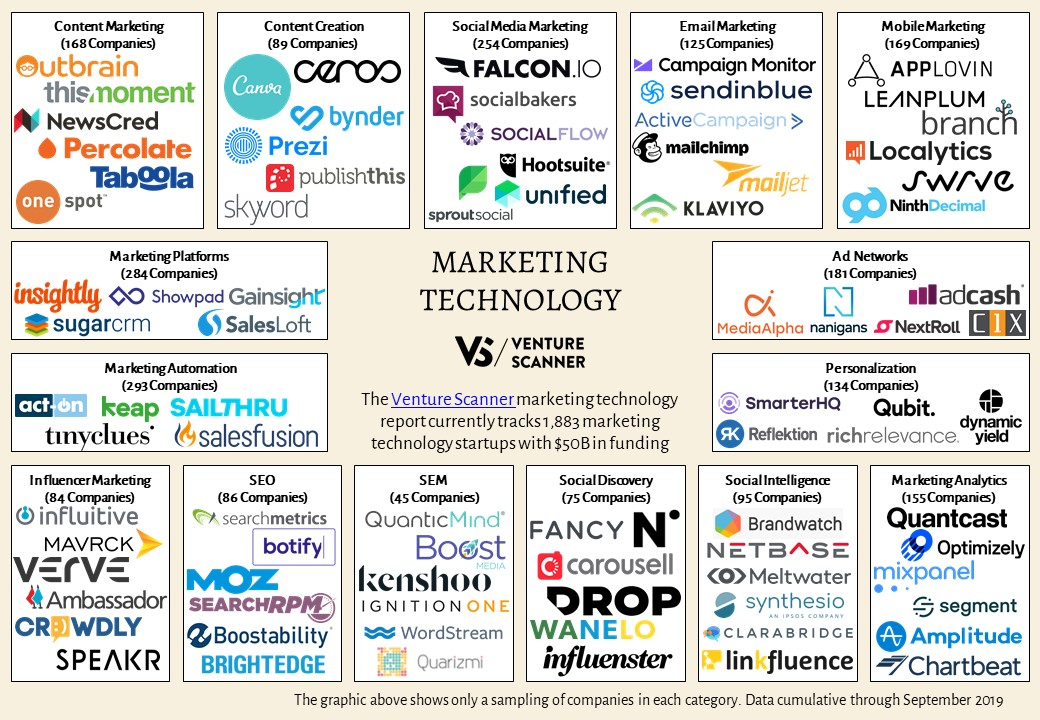 Content Marketing
(168 Companies)
Outbrain
thismoment
NewsCred
Percolate
Taboola
one spot™
Content Creation
(89 Companies)
Canva
ceros
bynder
Prezi
publishthis
skyword
Social Media Marketing
(254 Companies)
FALCON.IO
socialbakers
SOCIALFLOW
Hootsuite®
sproutsocial
unified
Email Marketing
(125 Companies)
Campaign Monitor
sendinblue
ActiveCampaign >
mailchimp
mailjet
KLAVIYO
Mobile Marketing
(169 Companies)
APPLOVIN
LEANPLUM
branch
Localytics
swrve
NinthDecimal
Marketing Platforms
(284 Companies)
insightly Showpad Gainsight
sugarcrm SalesLoft
MARKETING
TECHNOLOGY
VS/ VENTURE
SCANNER
The Venture Scanner marketing technology
report currently tracks 1,883 marketing
technology startups with $50B in funding
Ad Networks
(181 Companies)
MediaAlpha
N
nanigans
adcash®
NextRoll
C1X
Marketing Automation
(293 Companies)
act-on keap SAILTHRU
tinyclues salesfusion
Personalization
(134 Companies)
SmarterHQ Qubit.
RK Reflektion richrelevance.
dynamic
yield
Influencer Marketing
(84 Companies)
influitive
MAVRCK
VERVE
Ambassador
CROWDLY
SPEAKR
SEO
(86 Companies)
searchmetrics
botify
MOZ
SEARCHRPM
Boostability
BRIGHTEDGE
SEM
(45 Companies)
QUANTICMIND®
Boost
MEDIA
kenshoo
IGNITIONONE
WordStream
Quarizmi
Social Discovery
(75 Companies)
FANCY N
carousell
DROP
WANELO
influenster
Social Intelligence
(95 Companies)
Brandwatch
NETBASE
Meltwater
synthesio
AN IPSOS COMPANY
CLARABRIDGE
linkfluence
Marketing Analytics
(155 Companies)
Quantcast
Optimizely
mixpanel
segment
Amplitude
Chartbeat
The graphic above shows only a sampling of companies in each category. Data cumulative through September 2019